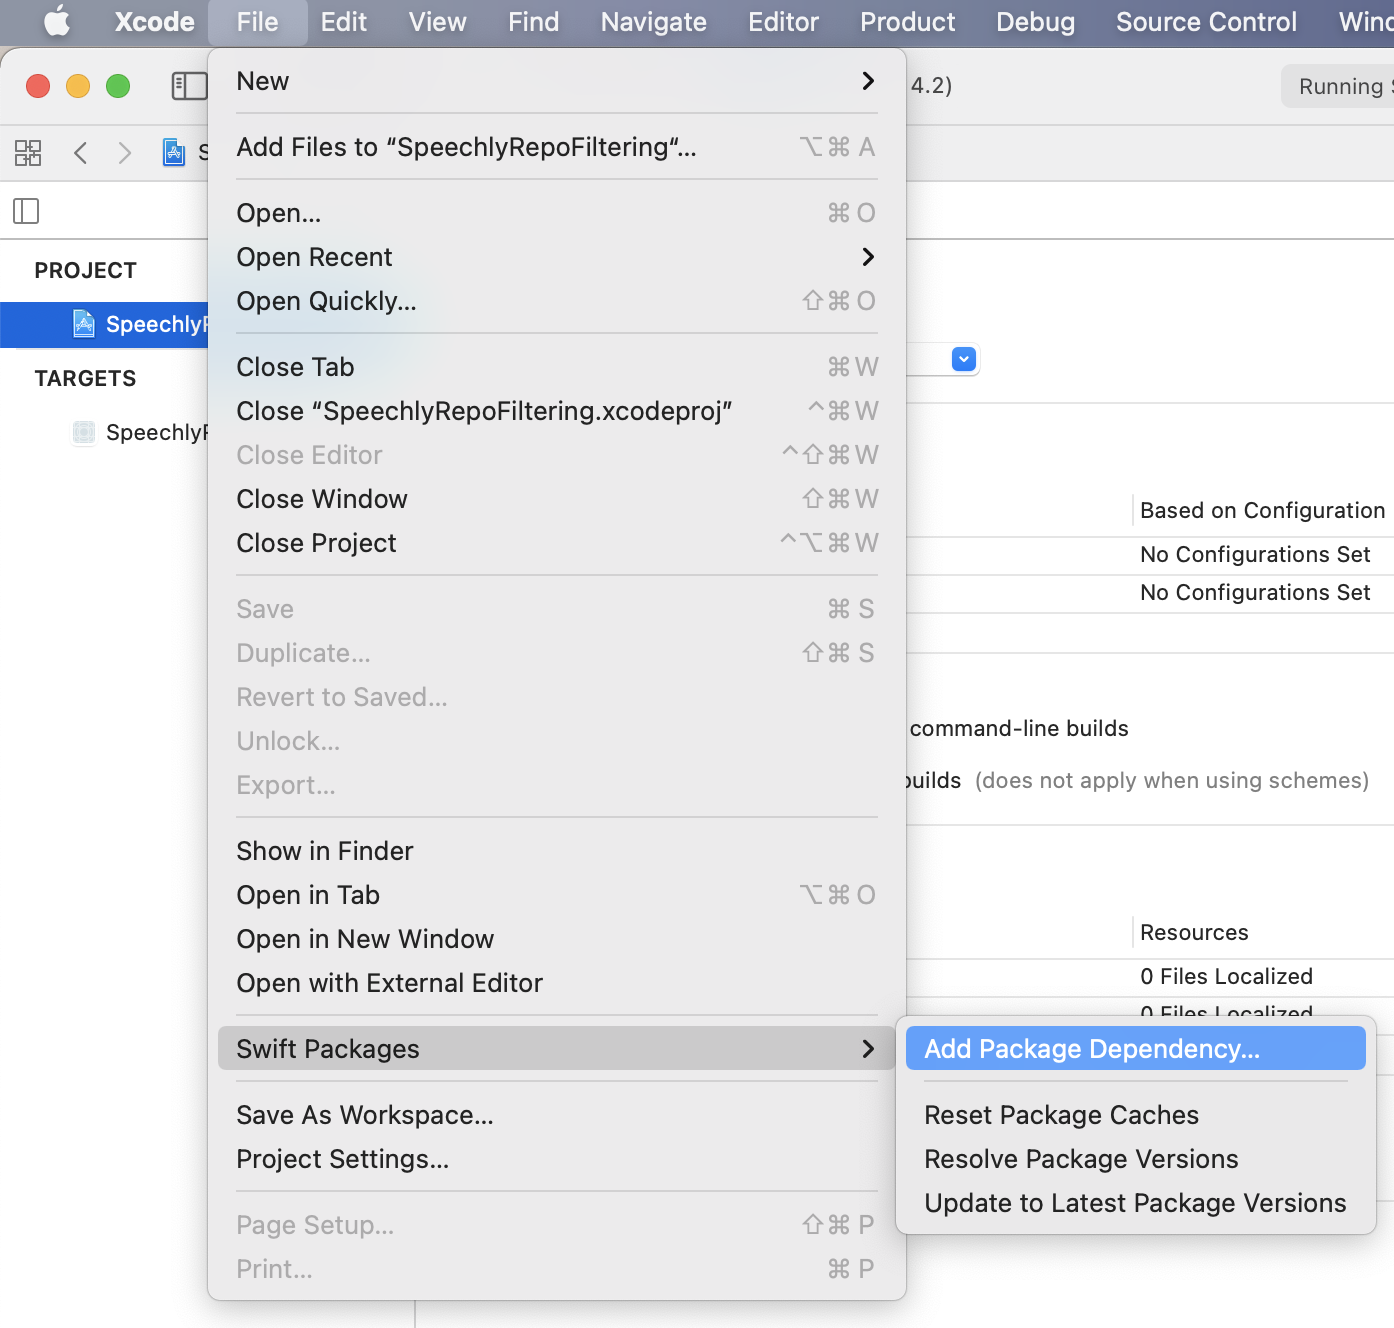 Xcode File Edit View Find Navigate Editor Product Debug Source Control
4.2)
Running
New
Add Files to “SpeechlyRepoFiltering“... ⌥⌘ A
Open... ⌘ O
Open Recent
Open Quickly... ⇧⌘ O
Close Tab ⌘ W
Close “SpeechlyRepoFiltering.xcodeproj” ^⌘ W
Close Editor ^⇧⌘ W
Close Window ⇧⌘ W
Close Project ^⌥⌘ W
Save ⌘ S
Duplicate... ⇧⌘ S
Revert to Saved...
Unlock...
Export...
Show in Finder
Open in Tab ⌥⌘ O
Open in New Window
Open with External Editor
Swift Packages
Save As Workspace...
Project Settings...
Page Setup... ⇧⌘ P
Print... ⌘ P
Add Package Dependency...
Reset Package Caches
Resolve Package Versions
Update to Latest Package Versions
PROJECT
Speechly
TARGETS
Speechly
Based on Configuration
No Configurations Set
No Configurations Set
command-line builds
builds (does not apply when using schemes)
Resources
0 Files Localized
0 Files Localized